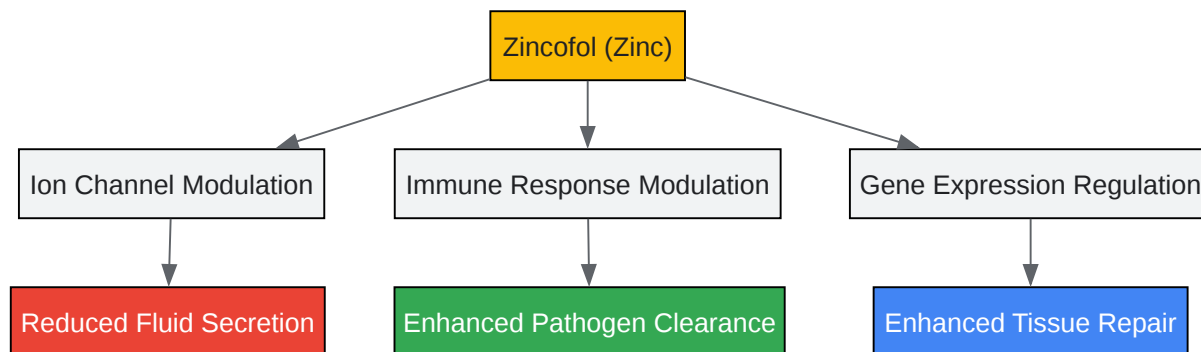 Zincofol (Zinc)
Ion Channel Modulation
Immune Response Modulation
Gene Expression Regulation
Reduced Fluid Secretion
Enhanced Pathogen Clearance
Enhanced Tissue Repair